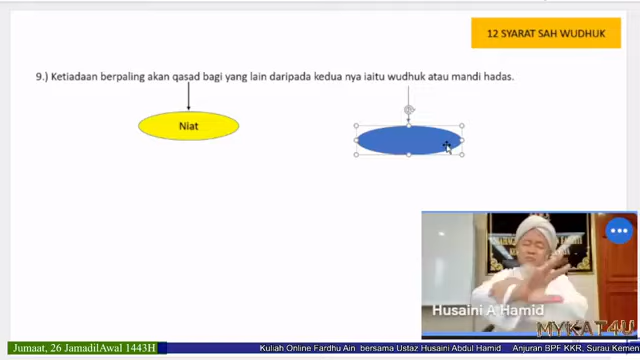 12 SYARAT SAH WUDHUK
9.) Ketiadaan berpaling akan qasad bagi yang lain daripada kedua nya iaitu wudhuk atau mandi hadas.
Niat
Husaini A Hamid
MYKAT4U
Jumaat, 26 JamadilAwal 1443H
Kuliah Online Fardhu Ain bersama Ustaz Husaini Abdul Hamid
Anjuran BPF KKR, Surau Kemen